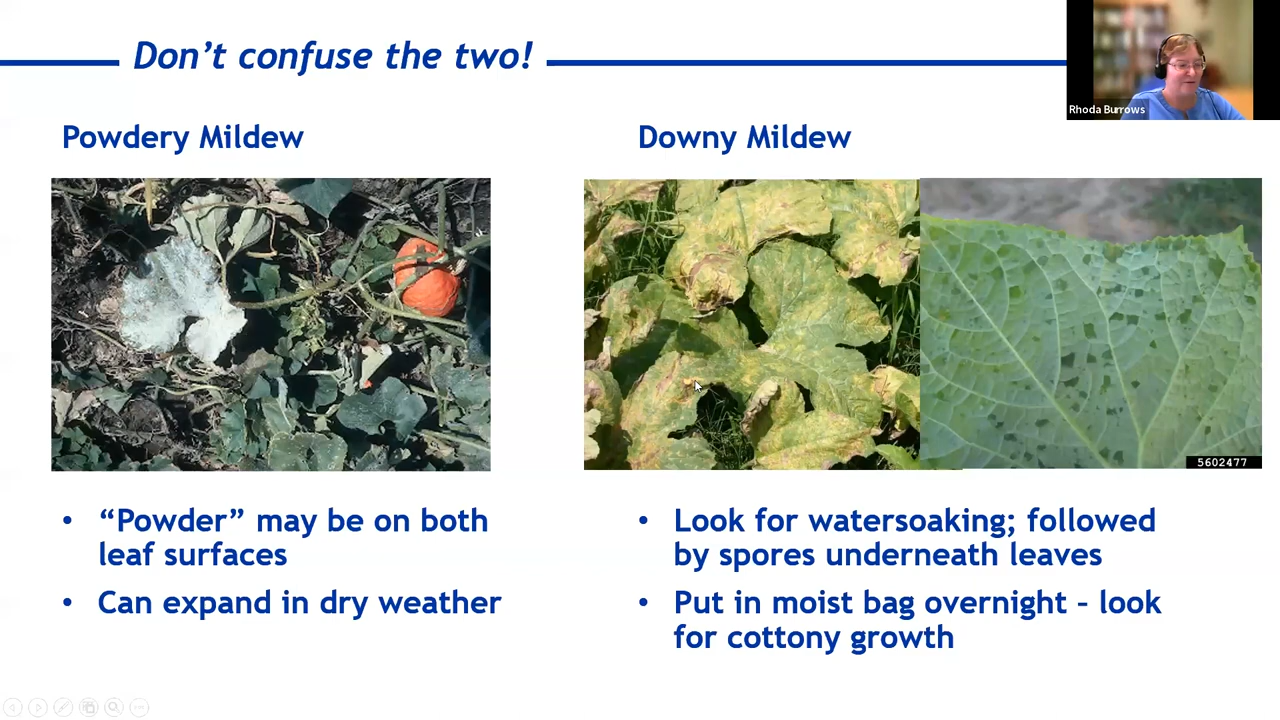 Don’t confuse the two!
Rhoda Burrows
Powdery Mildew
“Powder” may be on both
leaf surfaces
Can expand in dry weather
Downy Mildew
5602477
Look for watersoaking; followed
by spores underneath leaves
Put in moist bag overnight – look
for cottony growth